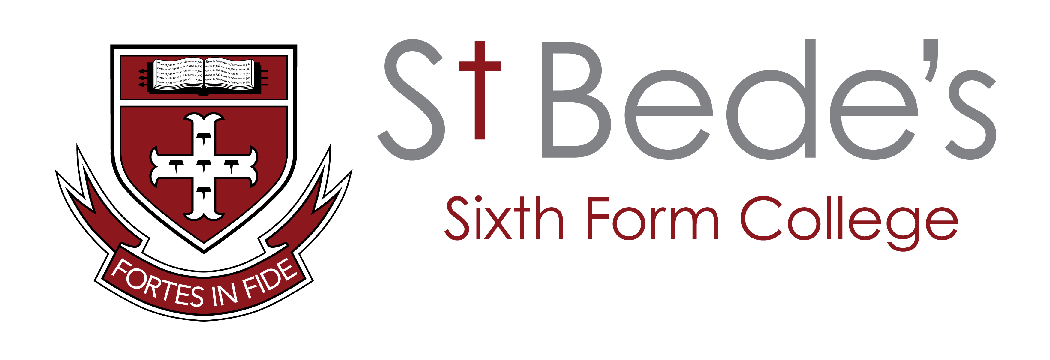 St Bede's
Sixth Form College
FORTES IN FIDE